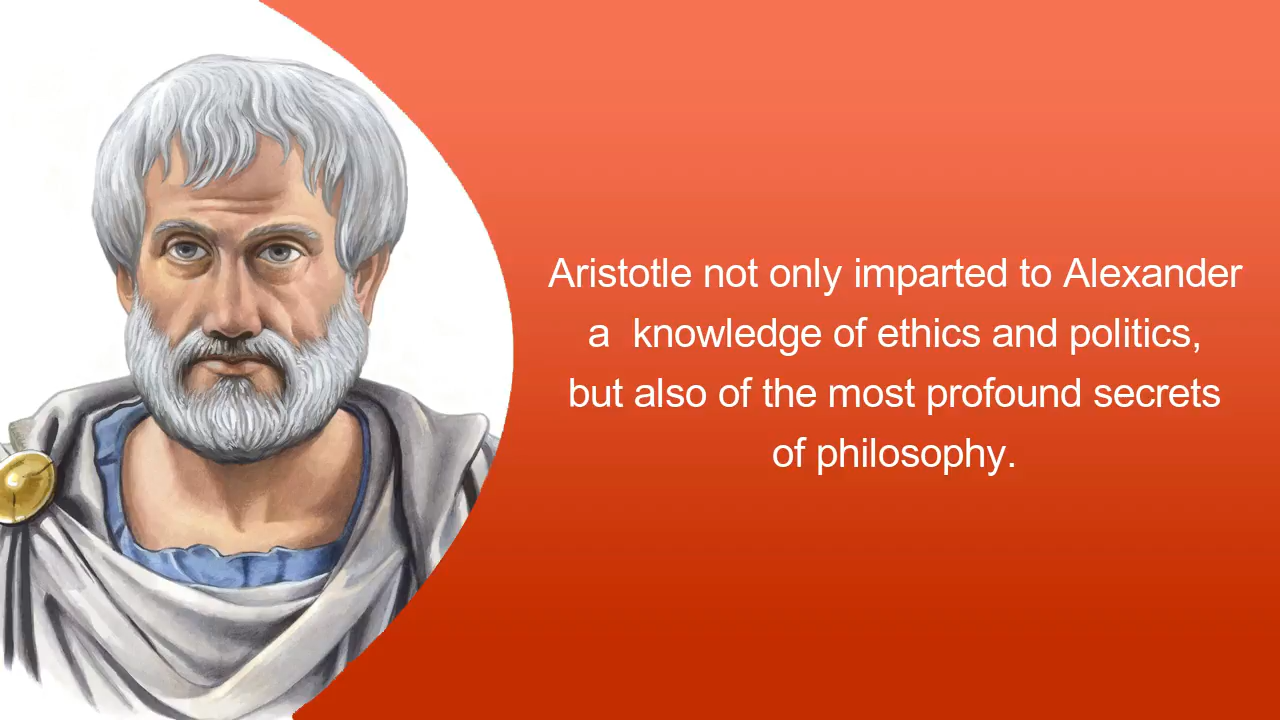 Aristotle not only imparted to Alexander
a  knowledge of ethics and politics,
but also of the most profound secrets
of philosophy.